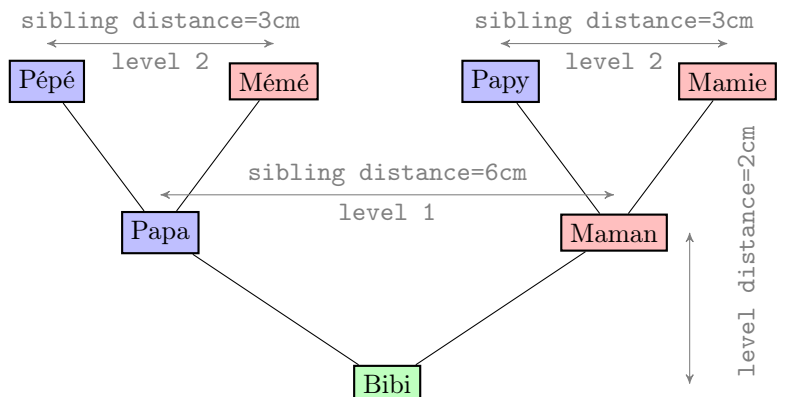 sibling distance=3cm
sibling distance=3cm
level 2
level 2
Pépé
Mémé
Papy
Mamie
sibling distance=6cm
level 1
Papa
Maman
level distance=2cm
Bibi